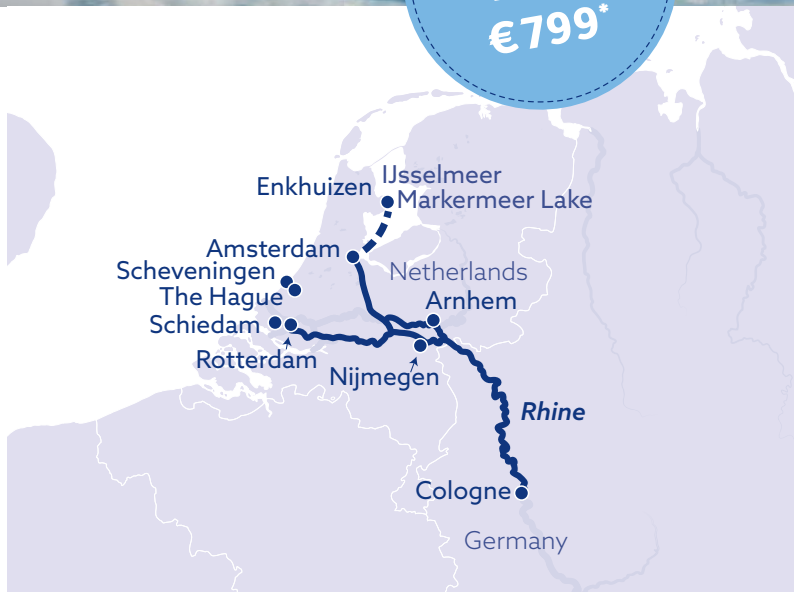 €799*
IJsselmeer
Enkhuizen
Markermeer Lake
Amsterdam
Scheveningen
Netherlands
The Hague
Arnhem
Schiedam
Rotterdam
Nijmegen
Rhine
Cologne
Germany